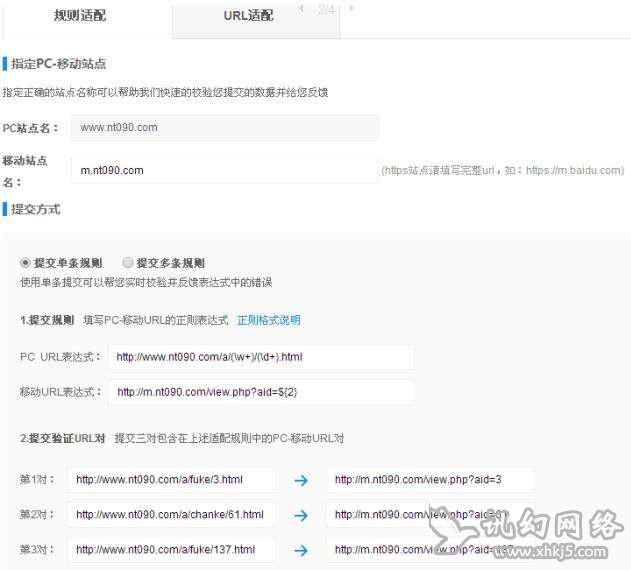 规则适配
URL适配
2/4
指定PC-移动站点
指定正确的站点名称可以帮助我们快速的校验您提交的数据并给您反馈
PC站点名： www.nt090.com
移动站点名： m.nt090.com (https站点请填写完整url，如：https://m.baidu.com)
提交方式
提交单条规则 提交多条规则
使用单条提交可以帮您实时校验并反馈表达式中的错误
1.提交规则 填写PC-移动URL的正则表达式 正则格式说明
PC URL表达式： http://www.nt090.com/a/(\w+)/(\d+).html
移动URL表达式： http://m.nt090.com/view.php?aid=${2}
2.提交验证URL对 提交三对包含在上述适配规则中的PC-移动URL对
第1对： http://www.nt090.com/a/fuke/3.html → http://m.nt090.com/view.php?aid=3
第2对： http://www.nt090.com/a/chanke/61.html → http://m.nt090.com/view.php?aid=61
第3对： http://www.nt090.com/a/fuke/137.html → http://m.nt090.com/view.php?aid=137
讯幻网络
www.xhkj5.com